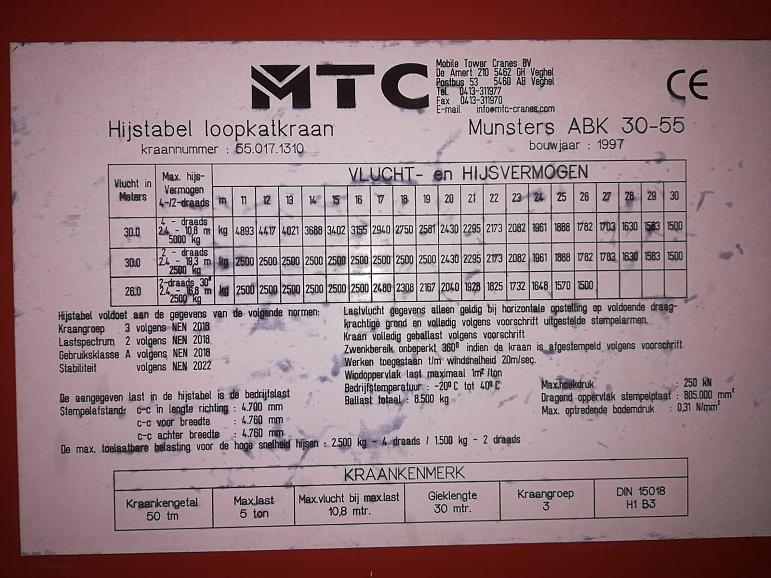 MTC
Mobile Tower Cranes BV
De Amert 210 5462 GH Veghel
Postbus 53 5460 AB Veghel
Tel. 0413-311977
Fax 0413-311970
E-mail info@mtc-cranes.com
CE
Hijstabel loopkatkraan
kraannummer : 55.017.1310
Munsters ABK 30-55
bouwjaar : 1997
Vlucht in Meters Max. hijs-Vermogen 4-/2-draads VLUCHT- en HIJSVERMOGEN
m 11 12 13 14 15 16 17 18 19 20 21 22 23 24 25 26 27 28 29 30
30.0 4 - draads 2.4 - 10,8 m 5000 kg kg 4893 4417 4021 3688 3402 3155 2940 2750 2581 2430 2295 2173 2082 1961 1888 1782 1703 1630 1583 1500
30.0 2 - draads 2.4 - 19,3 m 2500 kg kg 2500 2500 2500 2500 2500 2500 2500 2500 2500 2430 2295 2173 2082 1961 1888 1782 1703 1630 1583 1500
26.0 2-draads 30° 2.4 - 16,8 m 2500 kg kg 2500 2500 2500 2500 2500 2500 2480 2308 2167 2040 1928 1825 1732 1648 1570 1500
Hijstabel voldoet aan de gegevens van de volgende normen:
Kraangroep 3 volgens NEN 2018
Lastspectrum 2 volgens NEN 2018
Gebruiksklasse A volgens NEN 2018
Stabiliteit volgens NEN 2022
Lastvlucht gegevens alleen geldig bij horizontale opstelling op voldoende draag-
krachtige grond en volledig volgens voorschrift uitgestelde stempelarmen.
Kraan volledig geballast volgens voorschrift
Zwenkbereik onbeperkt 360° indien de kraan is afgestempeld volgens voorschrift
Werken toegestaan t/m windsnelheid 20m/sec.
Windoppervlak last maximaal 1m² /ton
Bedrijfstemperatuur : -20°C tot 40°C
Ballast totaal : 8.500 kg
De aangegeven last in de hijstabel is de bedrijfslast
Stempelafstand: c-c in lengte richting : 4.700 mm
c-c voor breedte : 4.760 mm
c-c achter breedte : 4.760 mm
Max.hoekdruk : 250 kN
Dragend oppervlak stempelplaat : 805.000 mm²
Max. optredende bodemdruk : 0,31 N/mm²
De max. toelaatbare belasting voor de hoge snelheid hijsen : 2.500 kg - 4 draads / 1.500 kg - 2 draads
KRAANKENMERK
Kraankengetal 50 tm Max.last 5 ton Max.vlucht bij max.last 10,8 mtr. Gieklengte 30 mtr. Kraangroep 3 DIN 15018 H1 B3